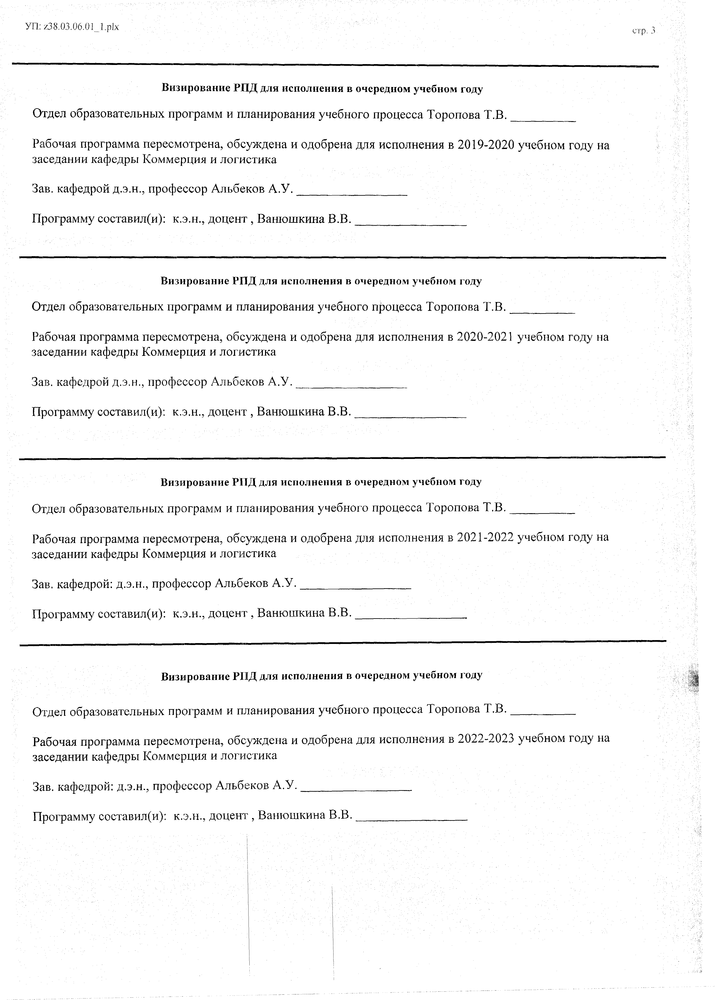 УП: z38.03.06.01_1.plx
стр. 3
Визирование РПД для исполнения в очередном учебном году
Отдел образовательных программ и планирования учебного процесса Торопова Т.В. __________
Рабочая программа пересмотрена, обсуждена и одобрена для исполнения в 2019-2020 учебном году на
заседании кафедры Коммерция и логистика
Зав. кафедрой д.э.н., профессор Альбеков А.У. _________________
Программу составил(и):  к.э.н., доцент , Ванюшкина В.В. _________________
Визирование РПД для исполнения в очередном учебном году
Отдел образовательных программ и планирования учебного процесса Торопова Т.В. __________
Рабочая программа пересмотрена, обсуждена и одобрена для исполнения в 2020-2021 учебном году на
заседании кафедры Коммерция и логистика
Зав. кафедрой д.э.н., профессор Альбеков А.У. _________________
Программу составил(и):  к.э.н., доцент , Ванюшкина В.В. _________________
Визирование РПД для исполнения в очередном учебном году
Отдел образовательных программ и планирования учебного процесса Торопова Т.В. __________
Рабочая программа пересмотрена, обсуждена и одобрена для исполнения в 2021-2022 учебном году на
заседании кафедры Коммерция и логистика
Зав. кафедрой: д.э.н., профессор Альбеков А.У. _________________
Программу составил(и):  к.э.н., доцент , Ванюшкина В.В. _________________
Визирование РПД для исполнения в очередном учебном году
Отдел образовательных программ и планирования учебного процесса Торопова Т.В. __________
Рабочая программа пересмотрена, обсуждена и одобрена для исполнения в 2022-2023 учебном году на
заседании кафедры Коммерция и логистика
Зав. кафедрой: д.э.н., профессор Альбеков А.У. _________________
Программу составил(и):  к.э.н., доцент , Ванюшкина В.В. _________________